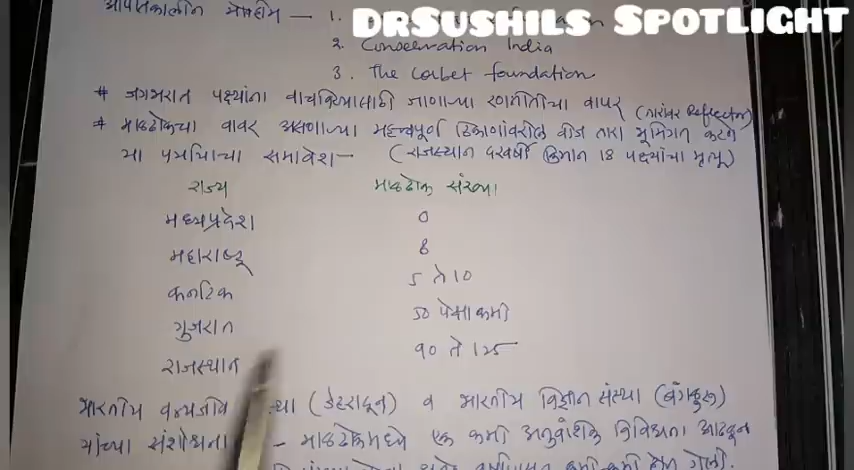 DRSUSHILS SPOTLIGHT
आपत्कालीन मोहीम — 1.
2. Conservation India
3. The Corbet foundation
* जगभरात पक्ष्यांना वाचविण्यासाठी जाणाऱ्या रणनीतीचा वापर (तारांवर Reflector)
* माळढोकचा वावर असणाऱ्या महत्त्वपूर्ण ठिकाणांवरील वीज तारा भूमिगत करणे
या पर्यायाचा समावेश — (राजस्थान दरवर्षी किमान 18 पक्ष्यांचा मृत्यू)
राज्य माळढोक संख्या
मध्यप्रदेश 0
महाराष्ट्र 8
कर्नाटक 5 ते 10
गुजरात 50 पेक्षा कमी
राजस्थान 90 ते 125
भारतीय वन्यजीव स्था (डेहराडून) व भारतीय विज्ञान संस्था (बंगळुरू)
यांच्या संशोधना - माळढोकमध्ये एक कमी अनुवांशिक विविधता आढळून